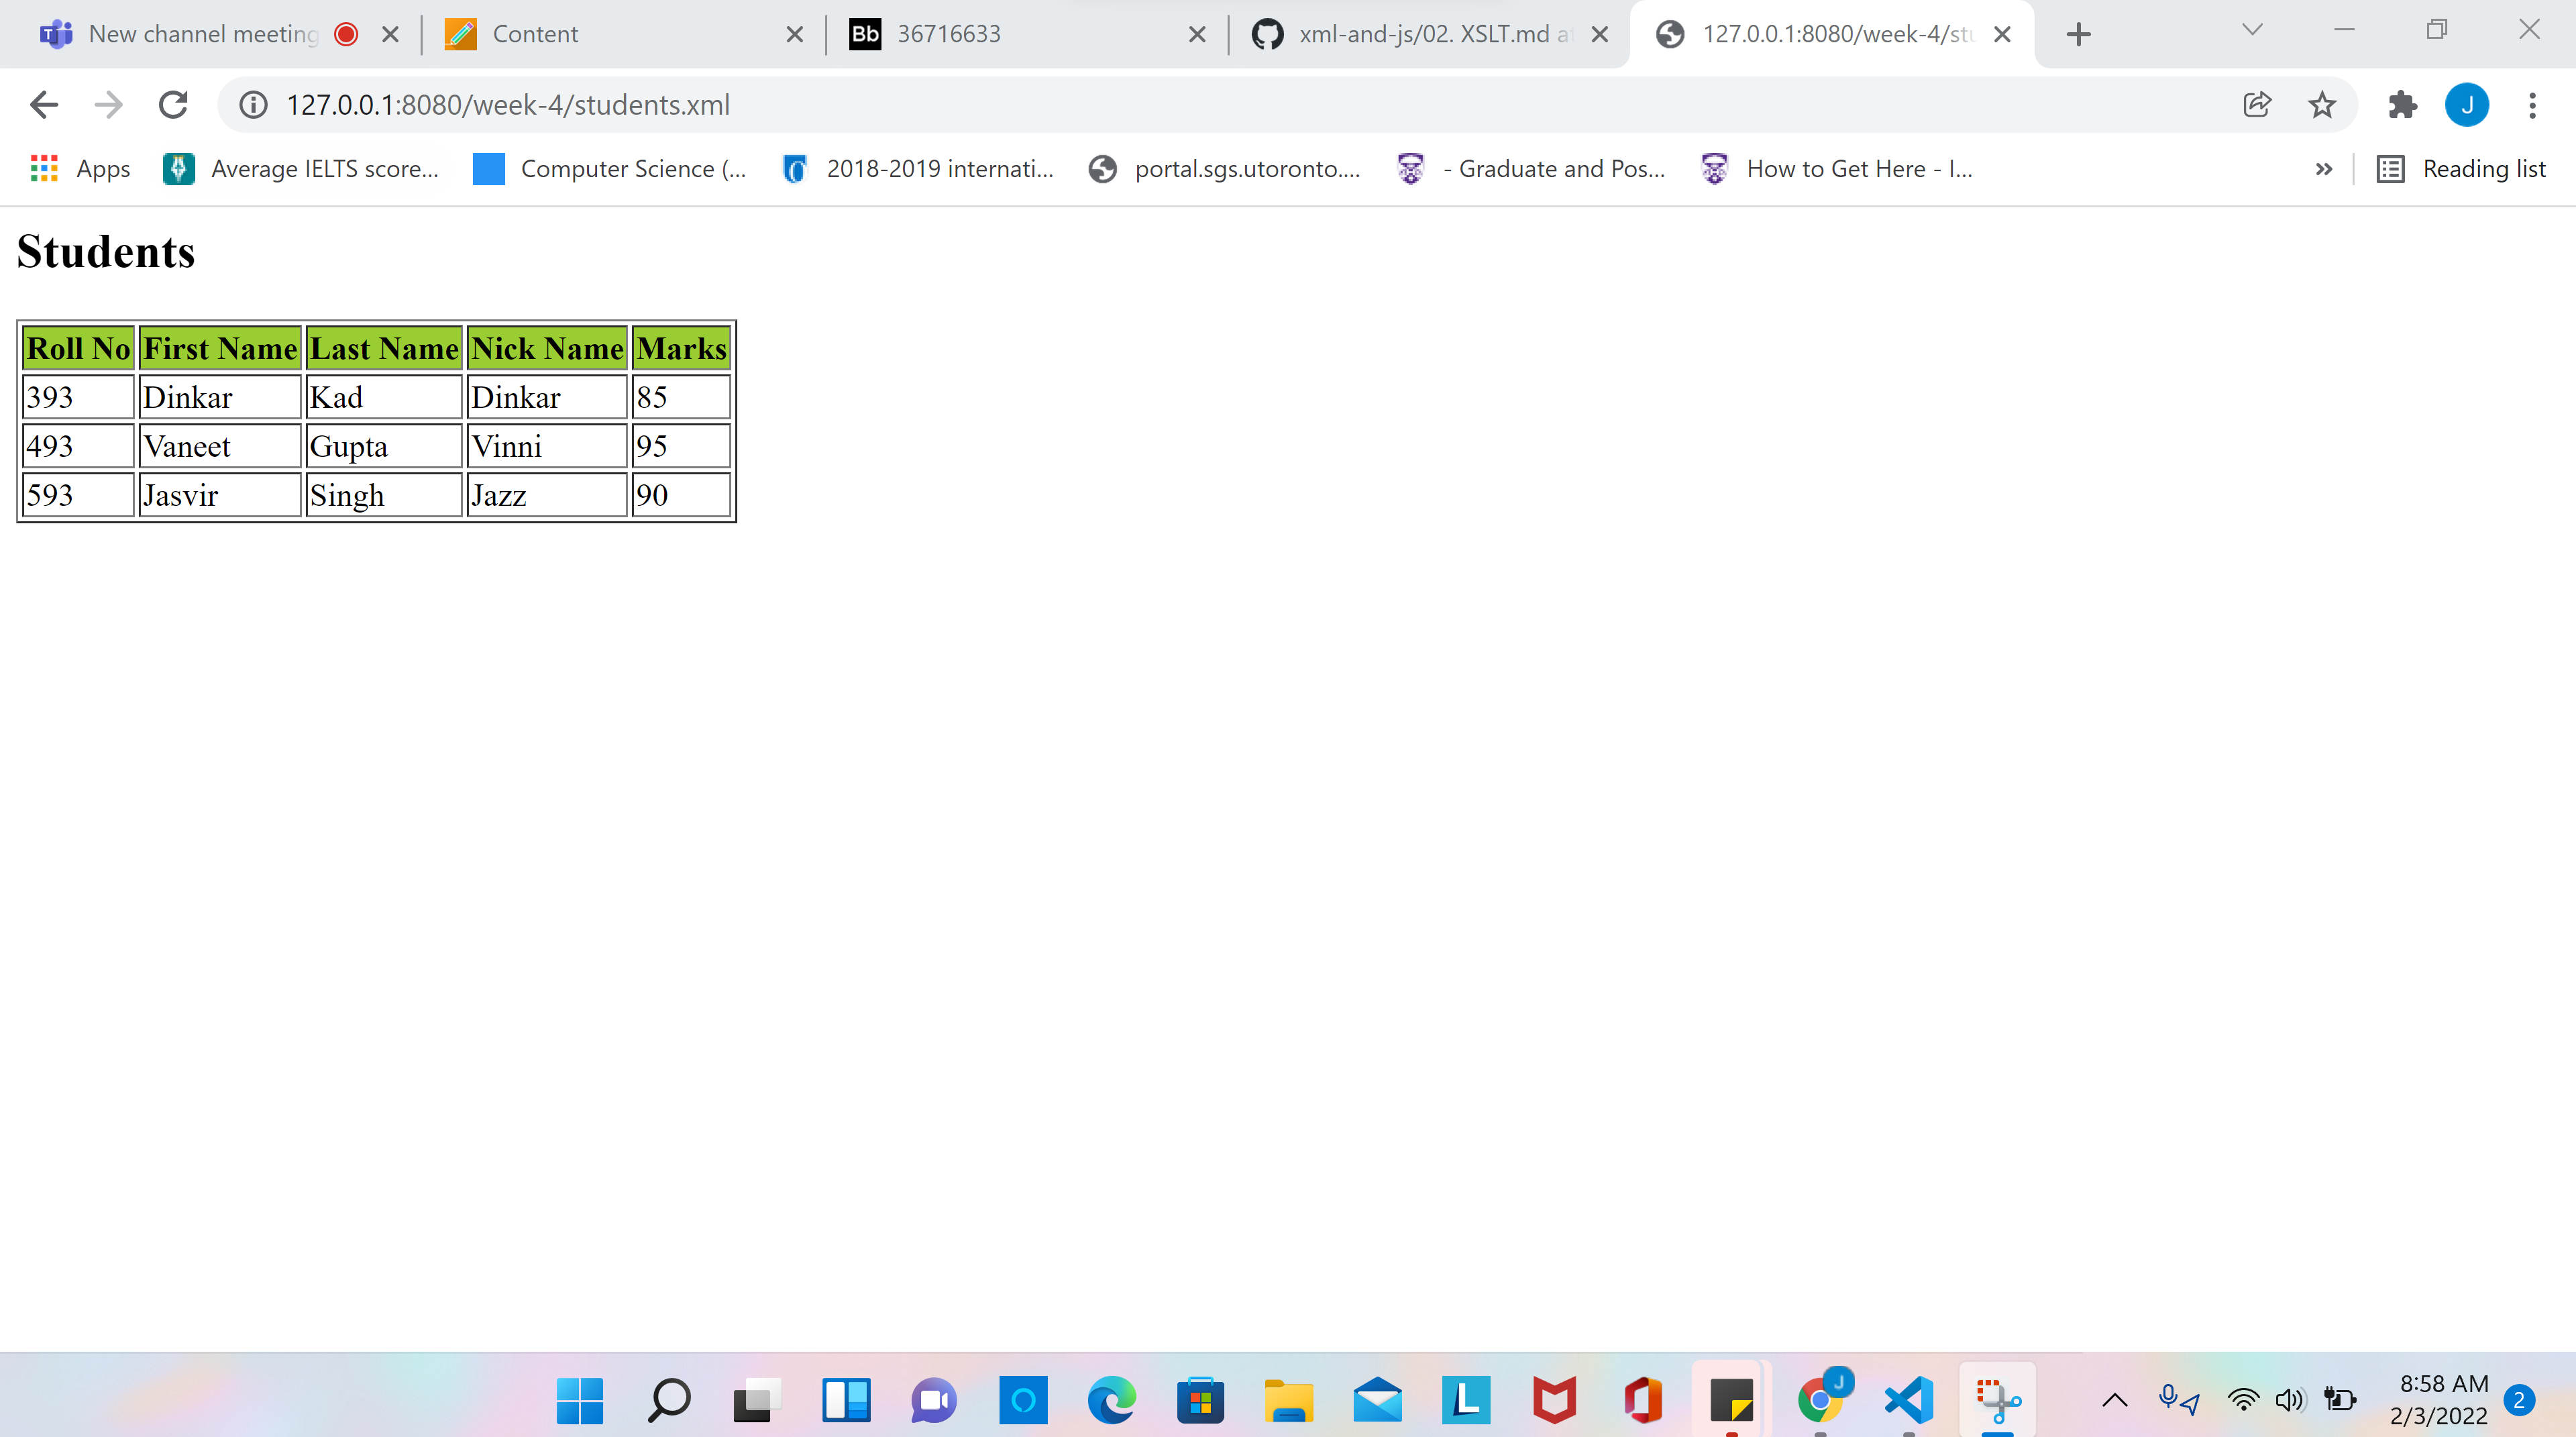 New channel meeting
Content
Bb 36716633
xml-and-js/02. XSLT.md a
127.0.0.1:8080/week-4/stu
127.0.0.1:8080/week-4/students.xml
J
Apps
Average IELTS score...
Computer Science (...
2018-2019 internati...
portal.sgs.utoronto....
- Graduate and Pos...
How to Get Here - I...
»
Reading list
Students
Roll No First Name Last Name Nick Name Marks
393 Dinkar Kad Dinkar 85
493 Vaneet Gupta Vinni 95
593 Jasvir Singh Jazz 90
L
J
8:58 AM
2/3/2022
2